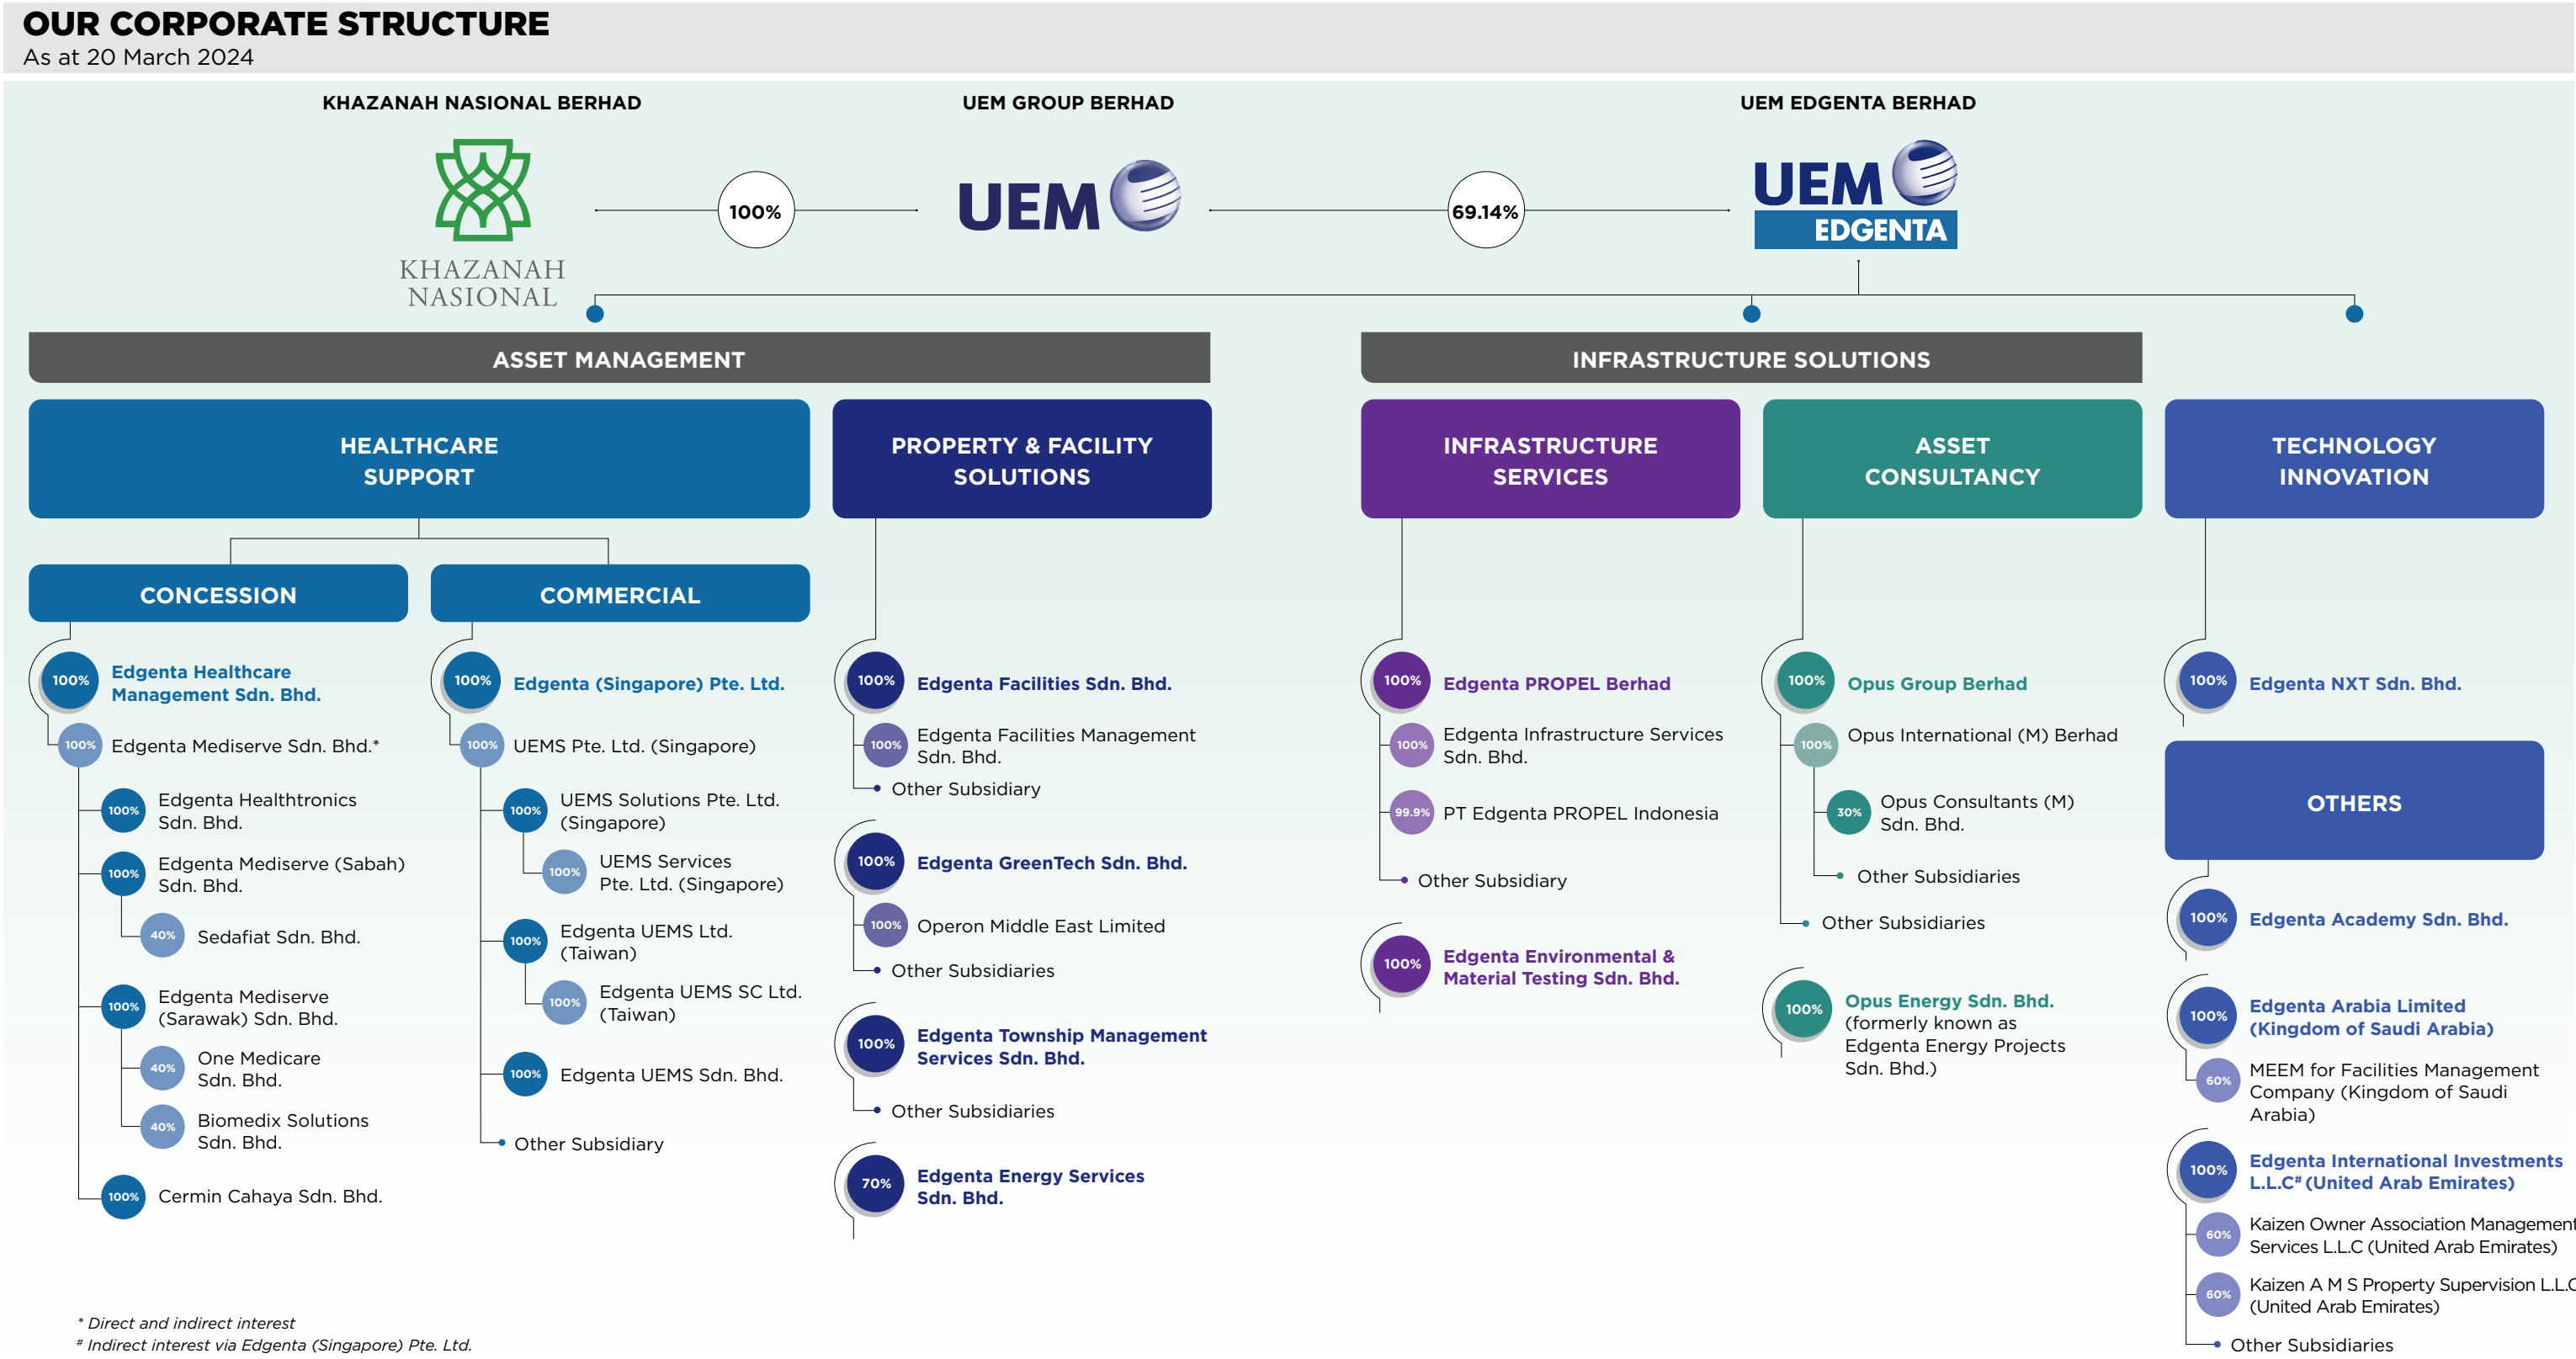 OUR CORPORATE STRUCTURE
As at 20 March 2024
KHAZANAH NASIONAL BERHAD
UEM GROUP BERHAD
UEM EDGENTA BERHAD
KHAZANAH
NASIONAL
100%
UEM
69.14%
UEM
EDGENTA
ASSET MANAGEMENT
HEALTHCARE
SUPPORT
CONCESSION
100%
Edgenta Healthcare
Management Sdn. Bhd.
100%
Edgenta Mediserve Sdn. Bhd.*
100%
Edgenta Healthtronics
Sdn. Bhd.
100%
Edgenta Mediserve (Sabah)
Sdn. Bhd.
40%
Sedafiat Sdn. Bhd.
100%
Edgenta Mediserve
(Sarawak) Sdn. Bhd.
40%
One Medicare
Sdn. Bhd.
40%
Biomedix Solutions
Sdn. Bhd.
100%
Cermin Cahaya Sdn. Bhd.
COMMERCIAL
100%
Edgenta (Singapore) Pte. Ltd.
100%
UEMS Pte. Ltd. (Singapore)
100%
UEMS Solutions Pte. Ltd.
(Singapore)
100%
UEMS Services
Pte. Ltd. (Singapore)
100%
Edgenta UEMS Ltd.
(Taiwan)
100%
Edgenta UEMS SC Ltd.
(Taiwan)
100%
Edgenta UEMS Sdn. Bhd.
Other Subsidiary
PROPERTY & FACILITY
SOLUTIONS
100%
Edgenta Facilities Sdn. Bhd.
100%
Edgenta Facilities Management
Sdn. Bhd.
Other Subsidiary
100%
Edgenta GreenTech Sdn. Bhd.
100%
Operon Middle East Limited
Other Subsidiaries
100%
Edgenta Township Management
Services Sdn. Bhd.
Other Subsidiaries
70%
Edgenta Energy Services
Sdn. Bhd.
INFRASTRUCTURE SOLUTIONS
INFRASTRUCTURE
SERVICES
100%
Edgenta PROPEL Berhad
100%
Edgenta Infrastructure Services
Sdn. Bhd.
99.9%
PT Edgenta PROPEL Indonesia
Other Subsidiary
100%
Edgenta Environmental &
Material Testing Sdn. Bhd.
ASSET
CONSULTANCY
100%
Opus Group Berhad
100%
Opus International (M) Berhad
30%
Opus Consultants (M)
Sdn. Bhd.
Other Subsidiaries
Other Subsidiaries
100%
Opus Energy Sdn. Bhd.
(formerly known as
Edgenta Energy Projects
Sdn. Bhd.)
TECHNOLOGY
INNOVATION
100%
Edgenta NXT Sdn. Bhd.
OTHERS
100%
Edgenta Academy Sdn. Bhd.
100%
Edgenta Arabia Limited
(Kingdom of Saudi Arabia)
60%
MEEM for Facilities Management
Company (Kingdom of Saudi
Arabia)
100%
Edgenta International Investments
L.L.C# (United Arab Emirates)
60%
Kaizen Owner Association Management
Services L.L.C (United Arab Emirates)
60%
Kaizen A M S Property Supervision L.L.C
(United Arab Emirates)
Other Subsidiaries
* Direct and indirect interest
# Indirect interest via Edgenta (Singapore) Pte. Ltd.